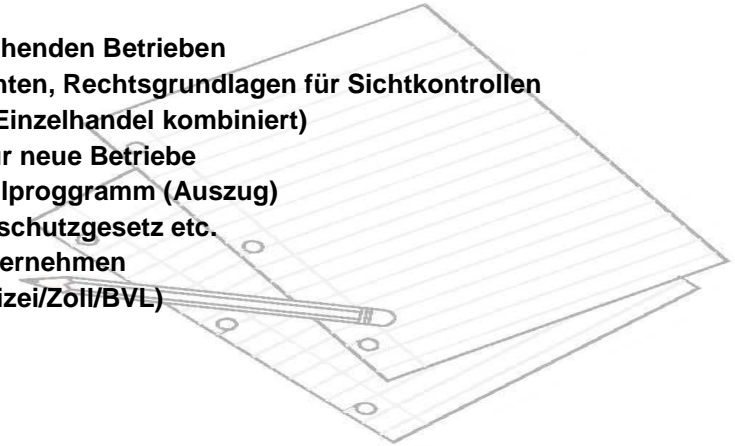 henden Betrieben
nten, Rechtsgrundlagen für Sichtkontrollen
Einzelhandel kombiniert)
r neue Betriebe
lproggramm (Auszug)
schutzgesetz etc.
ernehmen
izei/Zoll/BVL)